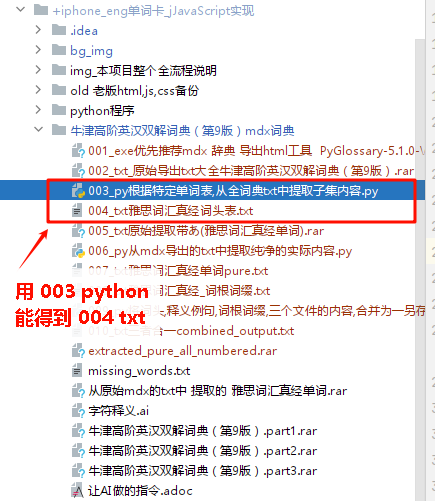 +iphone_eng单词卡_jJavaScript实现
.idea
bg_img
img_本项目整个全流程说明
old 老版html,js,css备份
python程序
牛津高阶英汉双解词典（第9版）mdx词典
001_exe优先推荐mdx 辞典 导出html工具 PyGlossary-5.1.0-
002_txt_原始导出txt大全牛津高阶英汉双解词典（第9版）.rar
003_py根据特定单词表,从全词典txt中提取子集内容.py
004_txt雅思词汇真经词头表.txt
005_txt原始提取带あ(雅思词汇真经单词).rar
006_py从mdx导出的txt中提取纯净的实际内容.py
雅思词汇真经单词pure.txt
雅思词汇真经_词根词缀.txt
释义例句,词根词缀,三个文件的内容,合并为一另存
合一combined_output.txt
extracted_pure_all_numbered.rar
missing_words.txt
从原始mdx的txt中 提取的 雅思词汇真经单词.rar
字符释义.ai
牛津高阶英汉双解词典（第9版）.part1.rar
牛津高阶英汉双解词典（第9版）.part2.rar
牛津高阶英汉双解词典（第9版）.part3.rar
让AI做的指令.adoc
用 003 python
能得到 004 txt